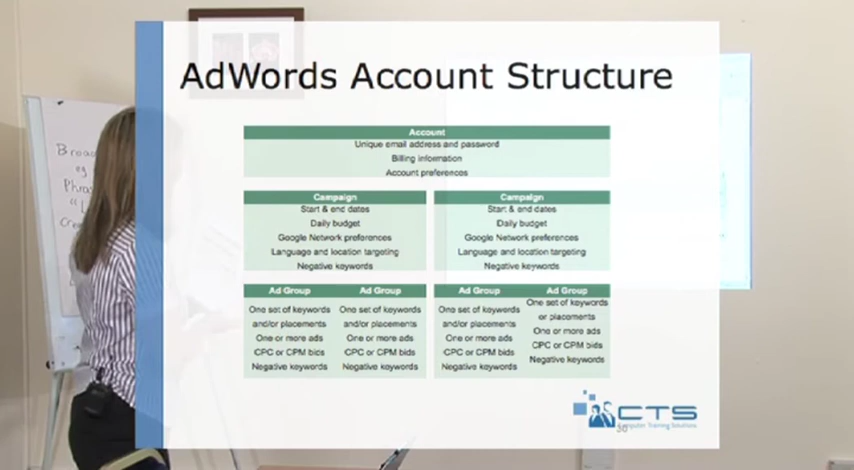 AdWords Account Structure
Account
Unique email address and password
Billing information
Account preferences
Campaign
Start & end dates
Daily budget
Google Network preferences
Language and location targeting
Negative keywords
Campaign
Start & end dates
Daily budget
Google Network preferences
Language and location targeting
Negative keywords
Ad Group
One set of keywords
and/or placements
One or more ads
CPC or CPM bids
Negative keywords
Ad Group
One set of keywords
and/or placements
One or more ads
CPC or CPM bids
Negative keywords
Ad Group
One set of keywords
and/or placements
One or more ads
CPC or CPM bids
Negative keywords
Ad Group
One set of keywords
or placements
One or more ads
CPC or CPM bids
Negative keywords
CTS
Computer Training Solutions
Broa
eg
Phras